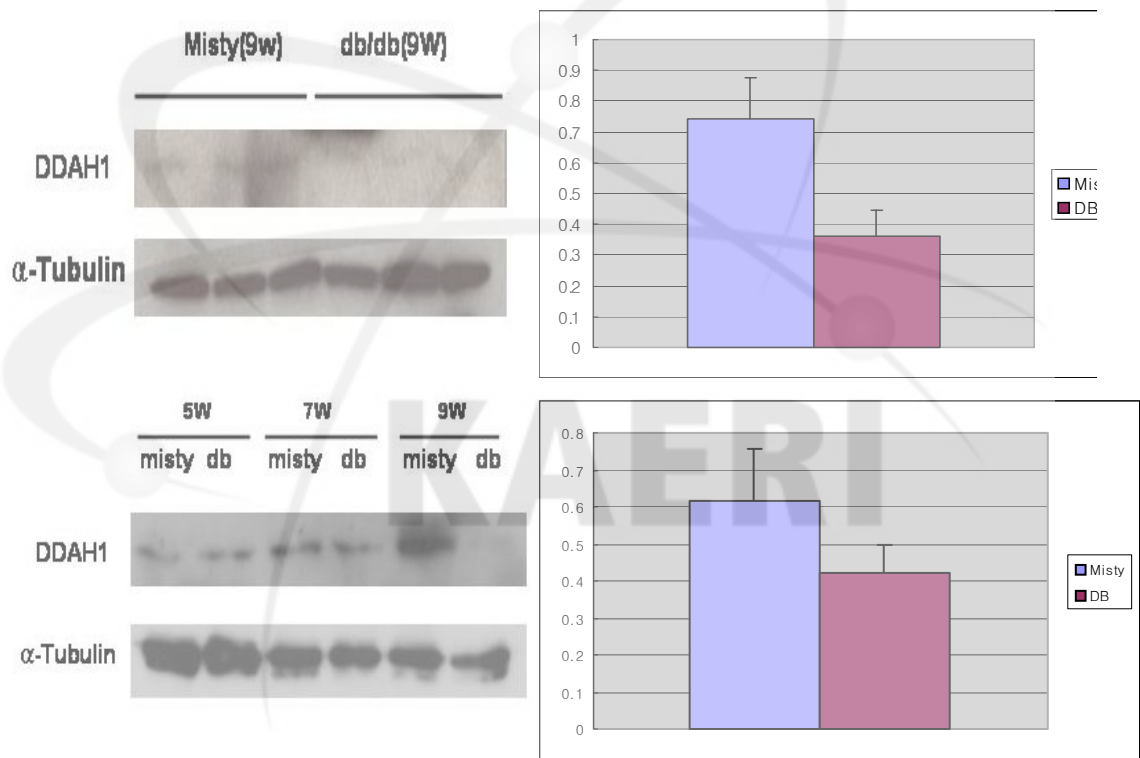 Misty(9w) db/db(9W)
DDAH1
α-Tubulin
1
0.9
0.8
0.7
0.6
0.5
0.4
0.3
0.2
0.1
0
Mis
DB
5W 7W 9W
misty db misty db misty db
DDAH1
α-Tubulin
0.8
0.7
0.6
0.5
0.4
0.3
0.2
0.1
0
Misty
DB
KAERI